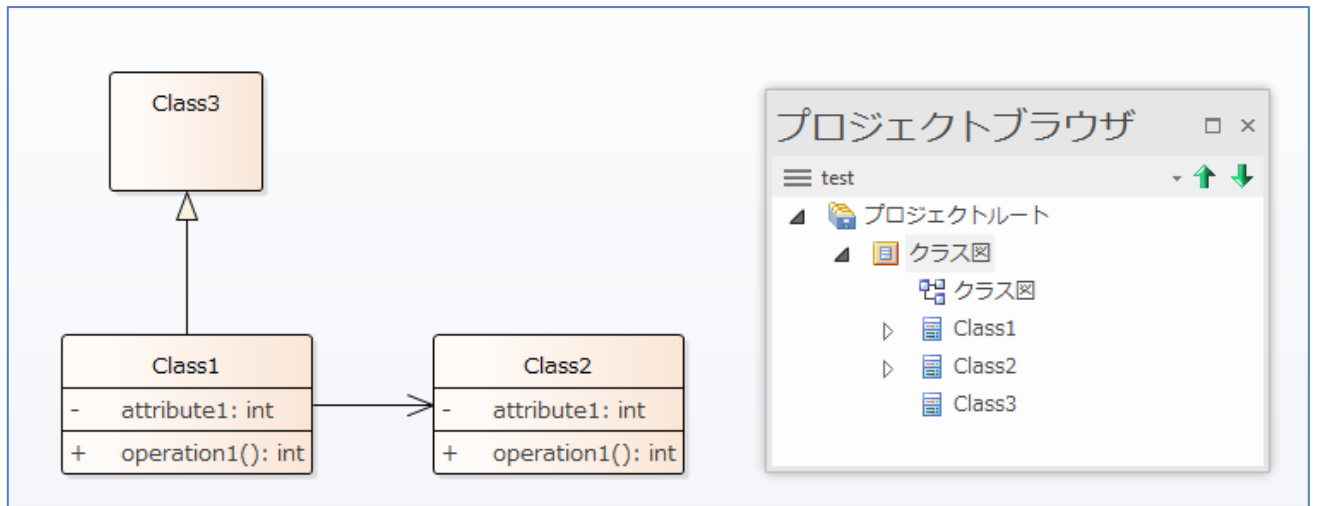 Class3
Class1
- attribute1: int
+ operation1(): int
Class2
- attribute1: int
+ operation1(): int
プロジェクトブラウザ
test
プロジェクトルート
クラス図
クラス図
Class1
Class2
Class3